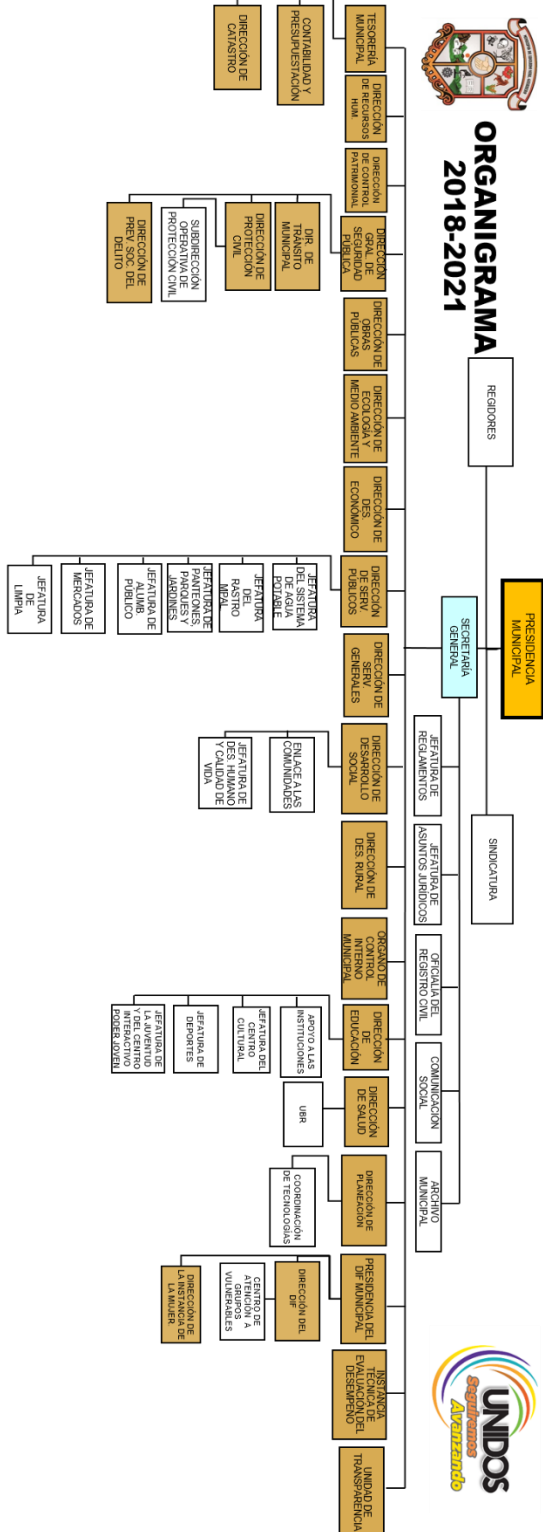 ORGANIGRAMA
2018-2021
UNIDOS
Seguiremos
Avanzando
PRESIDENCIA
MUNICIPAL
REGIDORES
SINDICATURA
SECRETARÍA
GENERAL
JEFATURA DE
REGLAMENTOS
JEFATURA DE
ASUNTOS JURÍDICOS
OFICIALIA DEL
REGISTRO CIVIL
COMUNICACIÓN
SOCIAL
ARCHIVO
MUNICIPAL
TESORERÍA
MUNICIPAL
CONTABILIDAD Y
PRESUPUESTACIÓN
DIRECCIÓN DE
CATASTRO
DIRECCIÓN
DE RECURSOS
HUM.
DIRECCIÓN
DE CONTROL
PATRIMONIAL
DIRECCIÓN
GRAL. DE
SEGURIDAD
PÚBLICA
DIR. DE
TRÁNSITO
MUNICIPAL
DIRECCIÓN DE
PROTECCIÓN
CIVIL
SUBDIRECCIÓN
OPERATIVA DE
PROTECCIÓN CIVIL
DIRECCIÓN DE
PREV. SOC. DEL
DELITO
DIRECCIÓN DE
OBRAS
PÚBLICAS
DIRECCIÓN DE
ECOLOGÍA Y
MEDIO AMBIENTE
DIRECCIÓN DE
DES.
ECONÓMICO
DIRECCIÓN
DE SERV.
PÚBLICOS
JEFATURA
DEL SISTEMA
DE AGUA
POTABLE
JEFATURA
DEL
RASTRO
MPAL
JEFATURA DE
PANTEONES,
PARQUES Y
JARDINES
JEFATURA DE
ALUMB
PÚBLICO
JEFATURA DE
MERCADOS
JEFATURA
DE
LIMPIA
DIRECCIÓN DE
SERV.
GENERALES
DIRECCIÓN DE
DESARROLLO
SOCIAL
ENLACE A LAS
COMUNIDADES
JEFATURA DE
DES. HUMANO
Y CALIDAD DE
VIDA
DIRECCIÓN DE
DES. RURAL
ÓRGANO DE
CONTROL
INTERNO
MUNICIPAL
DIRECCIÓN
DE
EDUCACIÓN
APOYO A LAS
INSTITUCIONES
JEFATURA DEL
CENTRO
CULTURAL
JEFATURA DE
DEPORTES
JEFATURA DE
LA JUVENTUD
Y DEL CENTRO
INTERACTIVO
PODER JOVEN
DIRECCIÓN
DE SALUD
UBR
DIRECCIÓN DE
PLANEACIÓN
COORDINACIÓN
DE TECNOLOGÍAS
PRESIDENCIA DEL
DIF MUNICIPAL
DIRECCIÓN DEL
DIF
CENTRO DE
ATENCIÓN A
GRUPOS
VULNERABLES
DIRECCIÓN DE
LA INSTANCIA DE
LA MUJER
INSTANCIA
TÉCNICA DE
EVALUACIÓN DEL
DESEMPEÑO
UNIDAD DE
TRANSPARENCIA